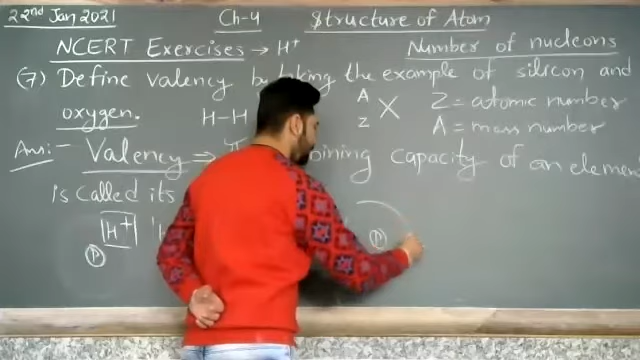 22nd Jan 2021 Ch-4 Structure of Atom
NCERT Exercises → H+ Number of nucleons
(7) Define valency by taking the example of silicon and
oxygen. H-H A Z X Z = atomic number
A = mass number
Ans:- Valency ⇒ joining capacity of an element
is called its
H+
P P